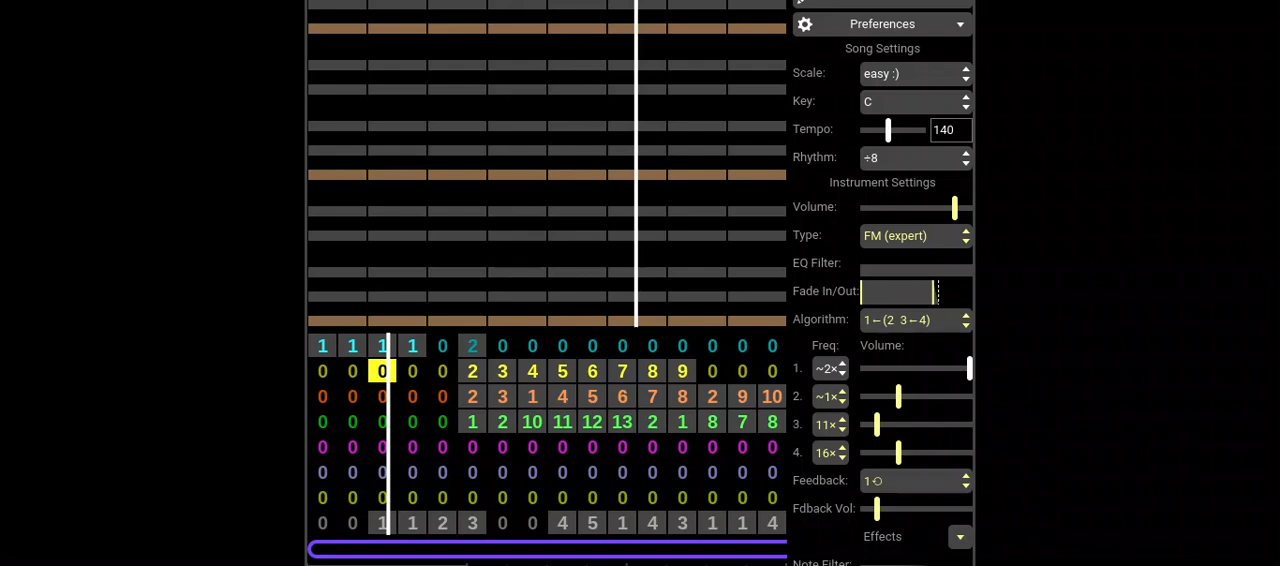 Preferences
Song Settings
Scale: easy :)
Key: C
Tempo: 140
Rhythm: ÷8
Instrument Settings
Volume:
Type: FM (expert)
EQ Filter:
Fade In/Out:
Algorithm: 1←(2 3←4)
Freq: Volume:
1. ~2×
2. ~1×
3. 11×
4. 16×
Feedback: 1⟲
Fdback Vol:
Effects
Note Filter:
1 1 1 1 0 2 0 0 0 0 0 0 0 0 0 0
0 0 0 0 0 2 3 4 5 6 7 8 9 0 0 0
0 0 0 0 0 2 3 1 4 5 6 7 8 2 9 10
0 0 0 0 0 1 2 10 11 12 13 2 1 8 7 8
0 0 0 0 0 0 0 0 0 0 0 0 0 0 0 0
0 0 0 0 0 0 0 0 0 0 0 0 0 0 0 0
0 0 0 0 0 0 0 0 0 0 0 0 0 0 0 0
0 0 1 1 2 3 0 0 4 5 1 4 3 1 1 4